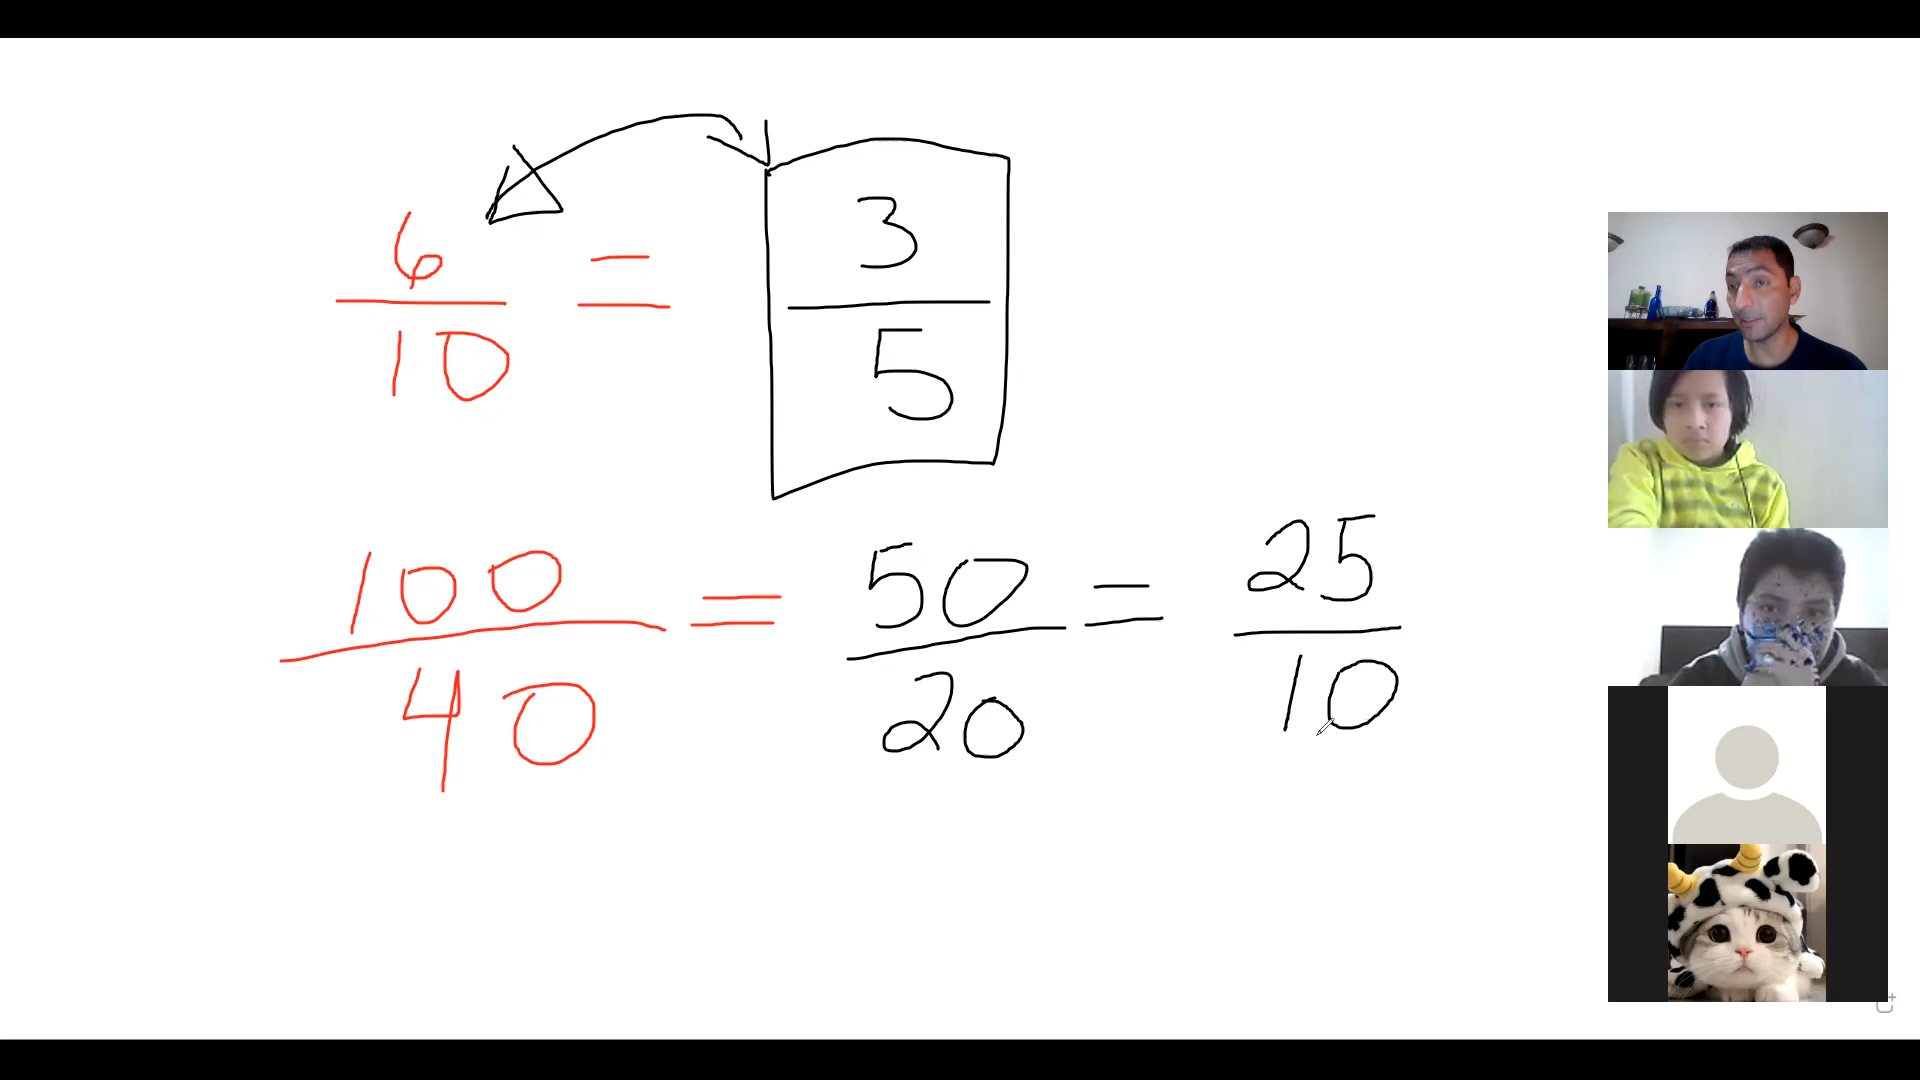 6/10 = 3/5
100/40 = 50/20 = 25/10